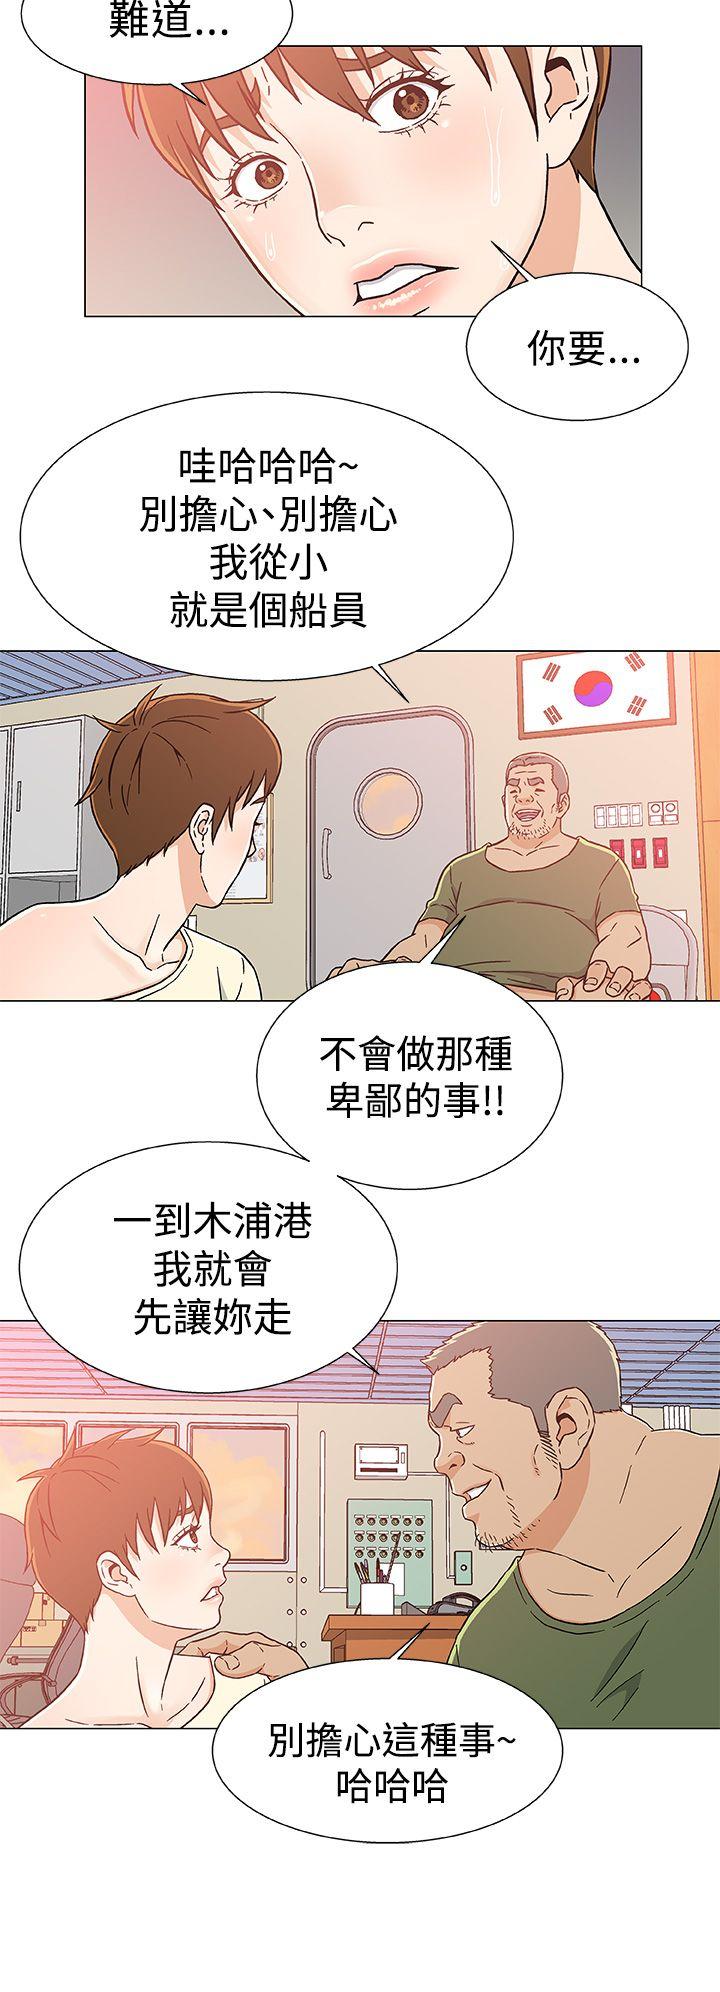 難道...
你要...
哇哈哈哈~
別擔心、別擔心
我從小
就是個船員
不會做那種
卑鄙的事!!
一到木浦港
我就會
先讓妳走
別擔心這種事~
哈哈哈